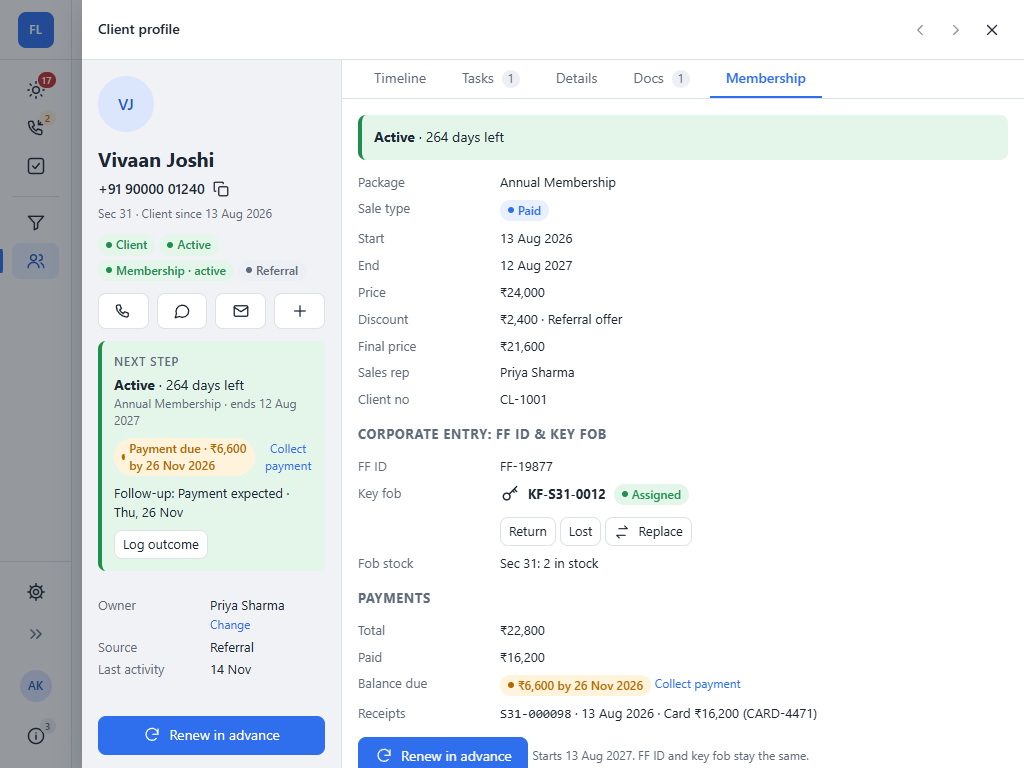 FL
Client profile
17
2
VJ
Vivaan Joshi
+91 90000 01240
Sec 31 · Client since 13 Aug 2026
Client
Active
Membership · active
Referral
NEXT STEP
Active · 264 days left
Annual Membership · ends 12 Aug
2027
Payment due · ₹6,600
by 26 Nov 2026
Collect
payment
Follow-up: Payment expected ·
Thu, 26 Nov
Log outcome
Owner Priya Sharma
Change
Source Referral
Last activity 14 Nov
Renew in advance
AK
3
Timeline Tasks 1 Details Docs 1 Membership
Active · 264 days left
Package Annual Membership
Sale type Paid
Start 13 Aug 2026
End 12 Aug 2027
Price ₹24,000
Discount ₹2,400 · Referral offer
Final price ₹21,600
Sales rep Priya Sharma
Client no CL-1001
CORPORATE ENTRY: FF ID & KEY FOB
FF ID FF-19877
Key fob KF-S31-0012 Assigned
Return Lost Replace
Fob stock Sec 31: 2 in stock
PAYMENTS
Total ₹22,800
Paid ₹16,200
Balance due ₹6,600 by 26 Nov 2026 Collect payment
Receipts S31-000098 · 13 Aug 2026 · Card ₹16,200 (CARD-4471)
Renew in advance Starts 13 Aug 2027. FF ID and key fob stay the same.